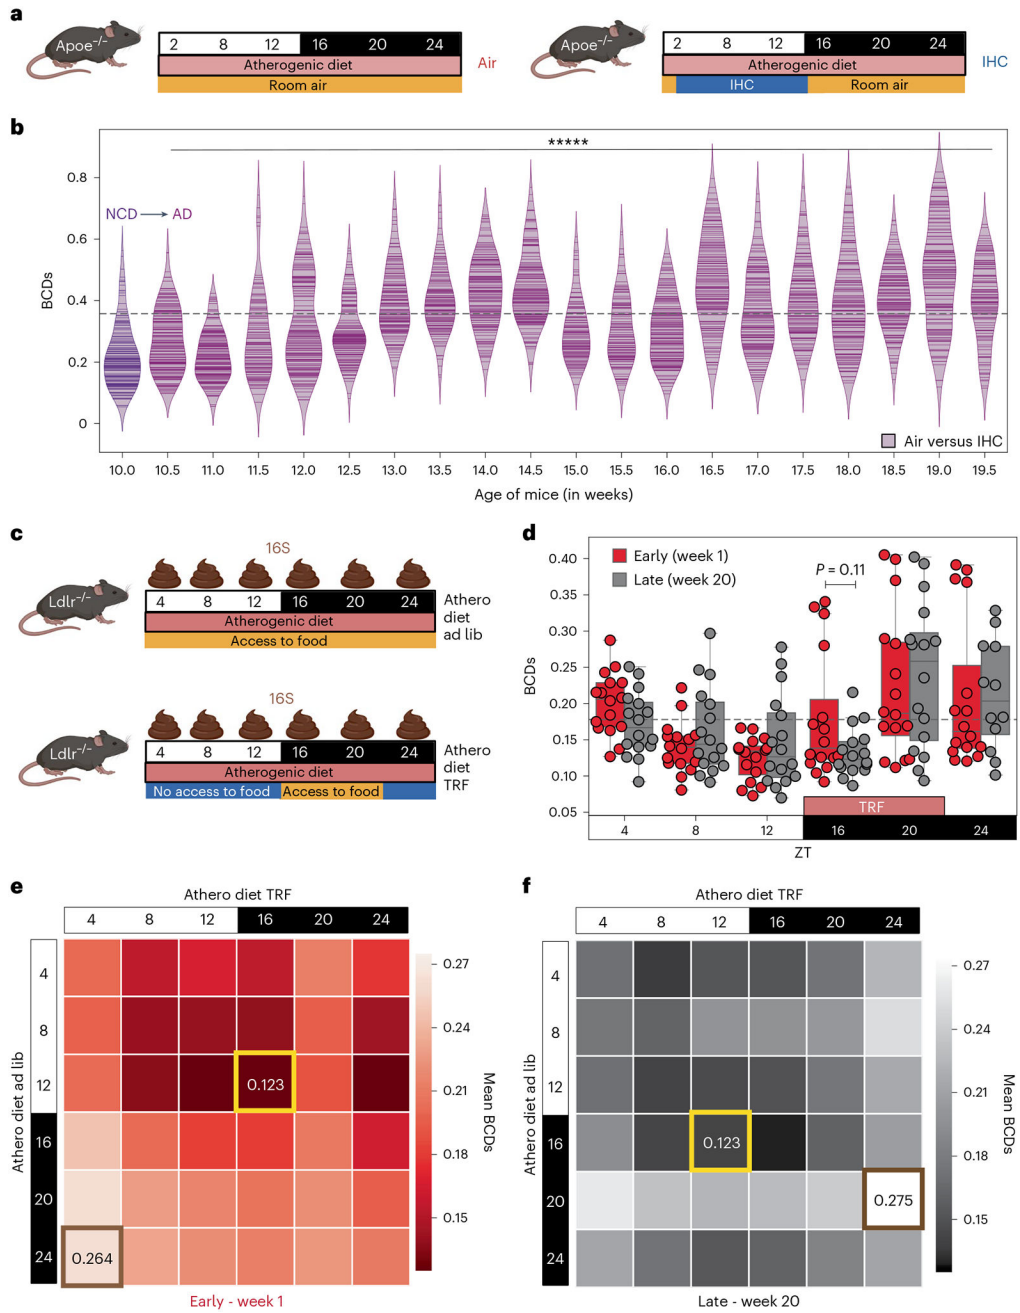 a
Apoe−/−
2 8 12 16 20 24
Atherogenic diet
Room air
Air
Apoe−/−
2 8 12 16 20 24
Atherogenic diet
IHC Room air
IHC
b
*****
NCD AD
BCDs
0.8
0.6
0.4
0.2
0
Air versus IHC
10.0 10.5 11.0 11.5 12.0 12.5 13.0 13.5 14.0 14.5 15.0 15.5 16.0 16.5 17.0 17.5 18.0 18.5 19.0 19.5
Age of mice (in weeks)
c
16S
Ldlr−/−
4 8 12 16 20 24
Atherogenic diet
Access to food
Athero
diet
ad lib
16S
Ldlr−/−
4 8 12 16 20 24
Atherogenic diet
No access to food Access to food
Athero
diet
TRF
d
Early (week 1)
Late (week 20)
P = 0.11
BCDs
0.40
0.35
0.30
0.25
0.20
0.15
0.10
0.05
TRF
4 8 12 16 20 24
ZT
e
Athero diet TRF
4 8 12 16 20 24
Athero diet ad lib
4
8
12
16
20
24
0.123
0.264
0.27
0.24
0.21
0.18
0.15
Mean BCDs
Early - week 1
f
Athero diet TRF
4 8 12 16 20 24
Athero diet ad lib
4
8
12
16
20
24
0.123
0.275
0.27
0.24
0.21
0.18
0.15
Mean BCDs
Late - week 20